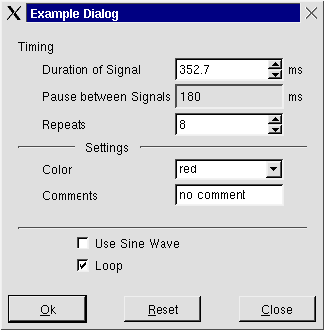 Example Dialog
Timing
Duration of Signal 352.7 ms
Pause between Signals 180 ms
Repeats 8
Settings
Color red
Comments no comment
Use Sine Wave
Loop
Ok Reset Close